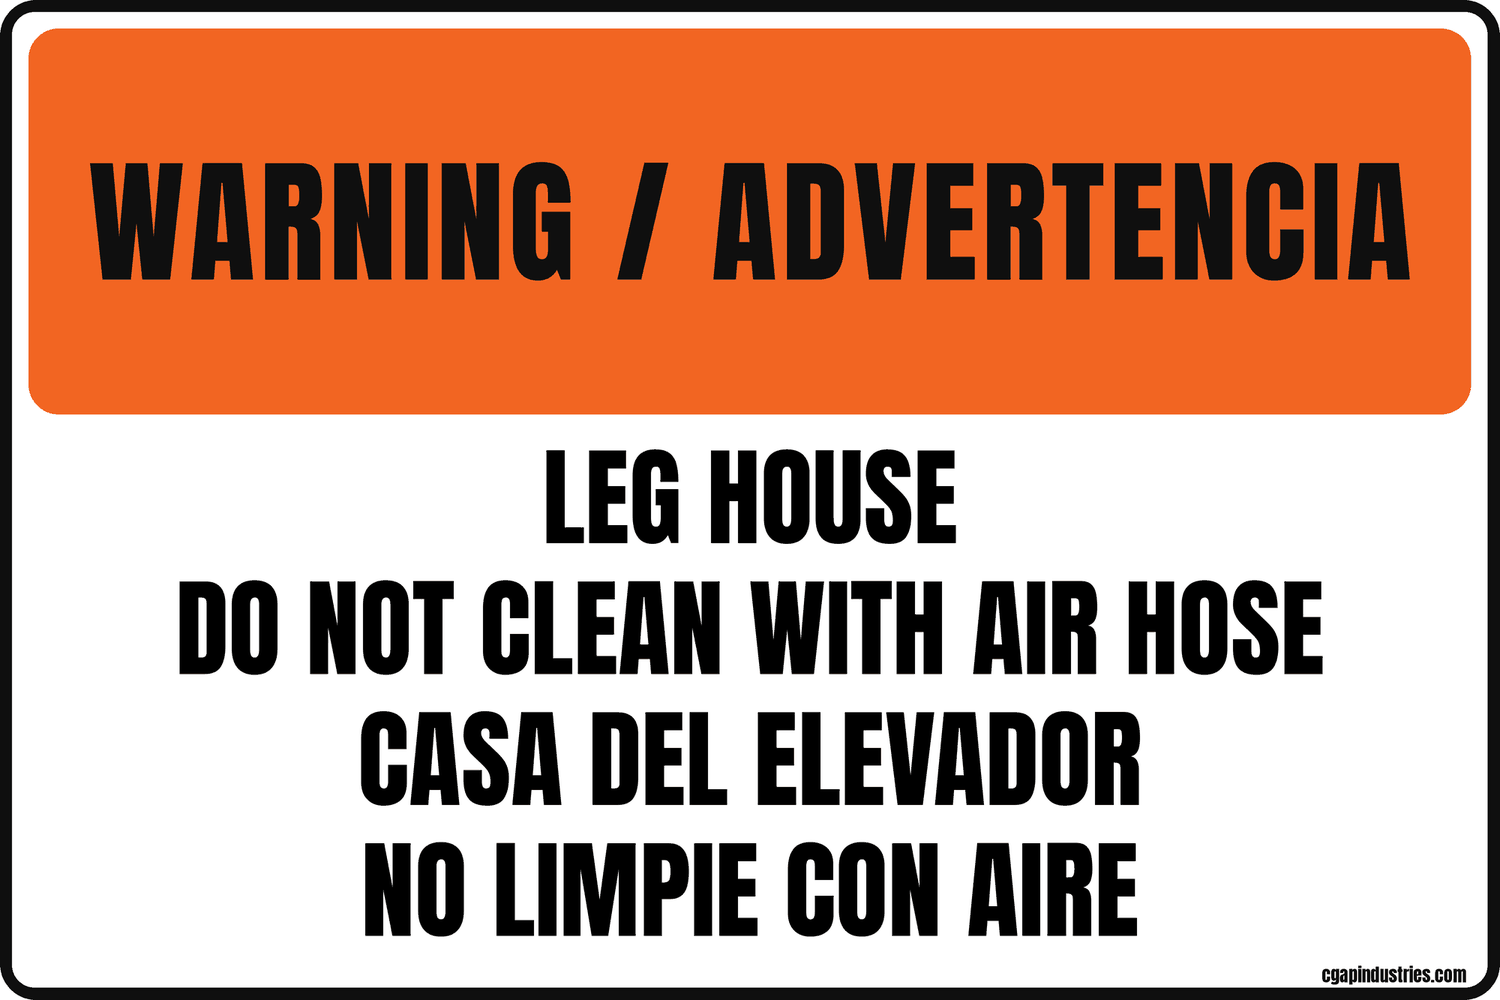 WARNING / ADVERTENCIA
LEG HOUSE
DO NOT CLEAN WITH AIR HOSE
CASA DEL ELEVADOR
NO LIMPIE CON AIRE
cgapindustries.com